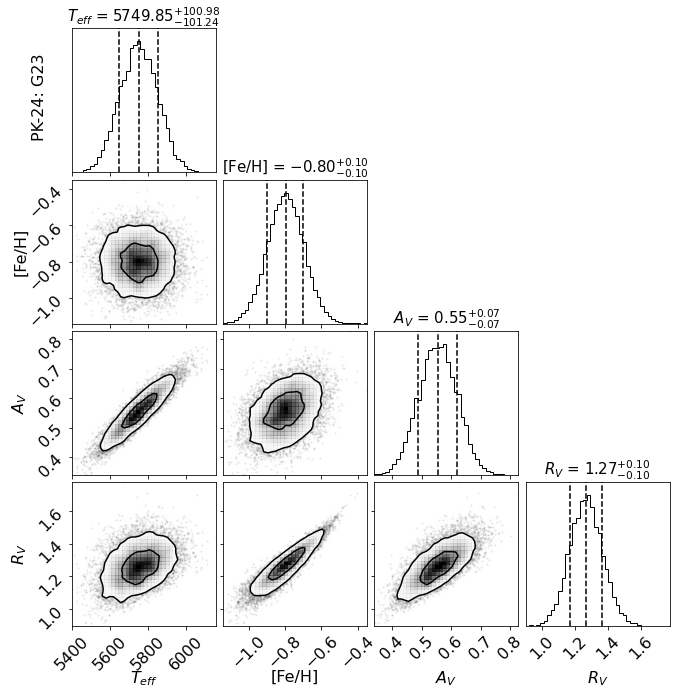 T_eff = 5749.85 +100.98 −101.24
PK-24: G23
[Fe/H] = −0.80 +0.10 −0.10
−0.4
−0.6
−0.8
−1.0
[Fe/H]
A_V = 0.55 +0.07 −0.07
0.8
0.7
0.6
0.5
0.4
A_V
R_V = 1.27 +0.10 −0.10
1.6
1.4
1.2
1.0
R_V
5400 5600 5800 6000
−1.0 −0.8 −0.6 −0.4
0.4 0.5 0.6 0.7 0.8
1.0 1.2 1.4 1.6
T_eff [Fe/H] A_V R_V